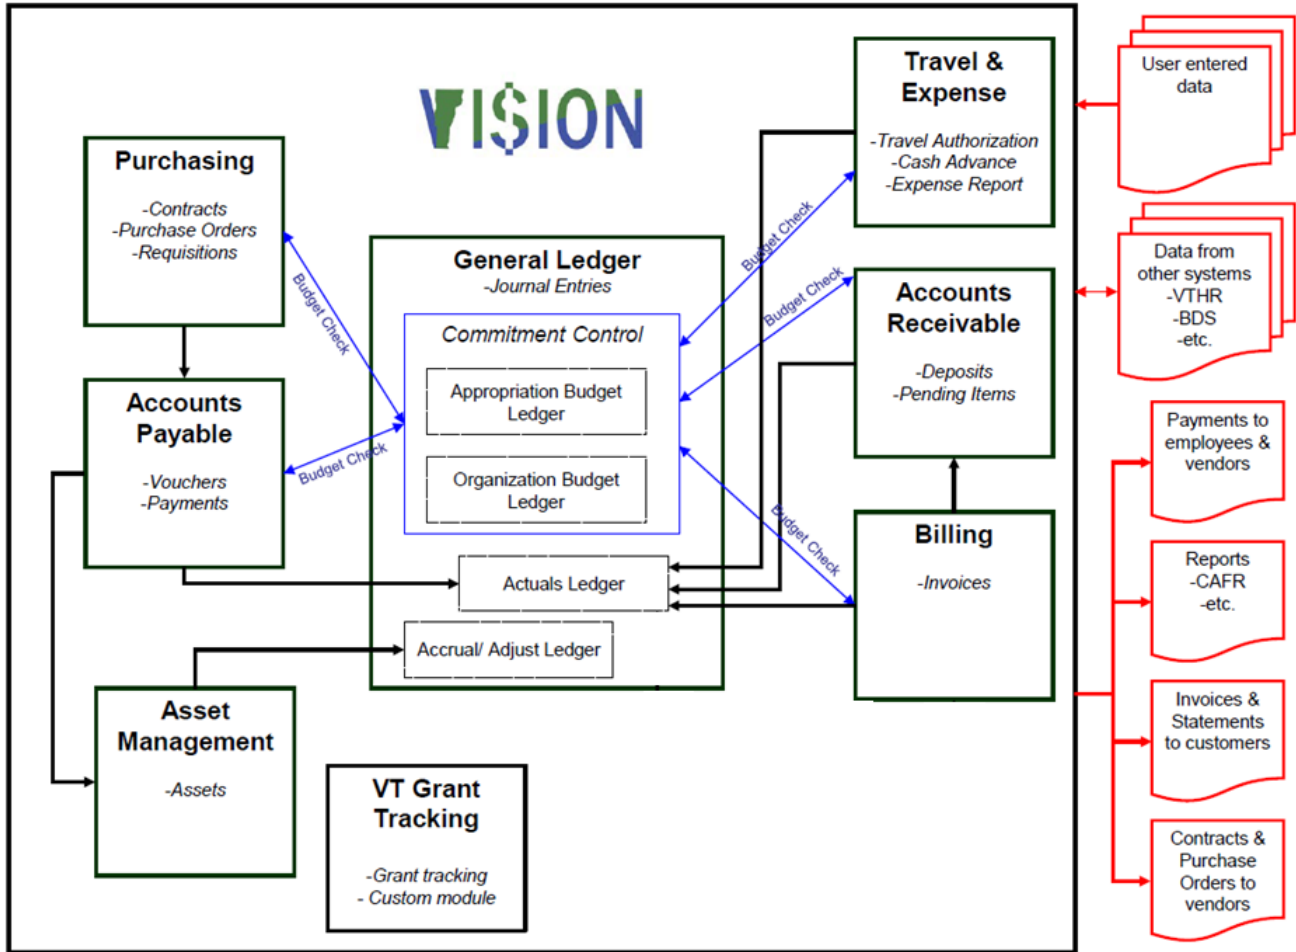 VI$ION
Purchasing
-Contracts
-Purchase Orders
-Requisitions
Accounts
Payable
-Vouchers
-Payments
Asset
Management
-Assets
VT Grant
Tracking
-Grant tracking
- Custom module
General Ledger
-Journal Entries
Commitment Control
Appropriation Budget
Ledger
Organization Budget
Ledger
Actuals Ledger
Accrual/ Adjust Ledger
Budget Check
Budget Check
Budget Check
Budget Check
Budget Check
Travel &
Expense
-Travel Authorization
-Cash Advance
-Expense Report
Accounts
Receivable
-Deposits
-Pending Items
Billing
-Invoices
User entered
data
Data from
other systems
-VTHR
-BDS
-etc.
Payments to
employees &
vendors
Reports
-CAFR
-etc.
Invoices &
Statements
to customers
Contracts &
Purchase
Orders to
vendors